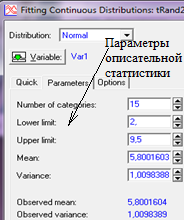 Fitting Continuous Distributions: tRand2
Distribution: Normal
Variable: Var1
Параметры
описательной
статтистики
Quick Parameters Options
Number of categories: 15
Lower limit: 2,
Upper limit: 9,5
Mean: 5,8001603
Variance: 1,0098388
Observed mean: 5,80016034
Observed variance: 1,0098389